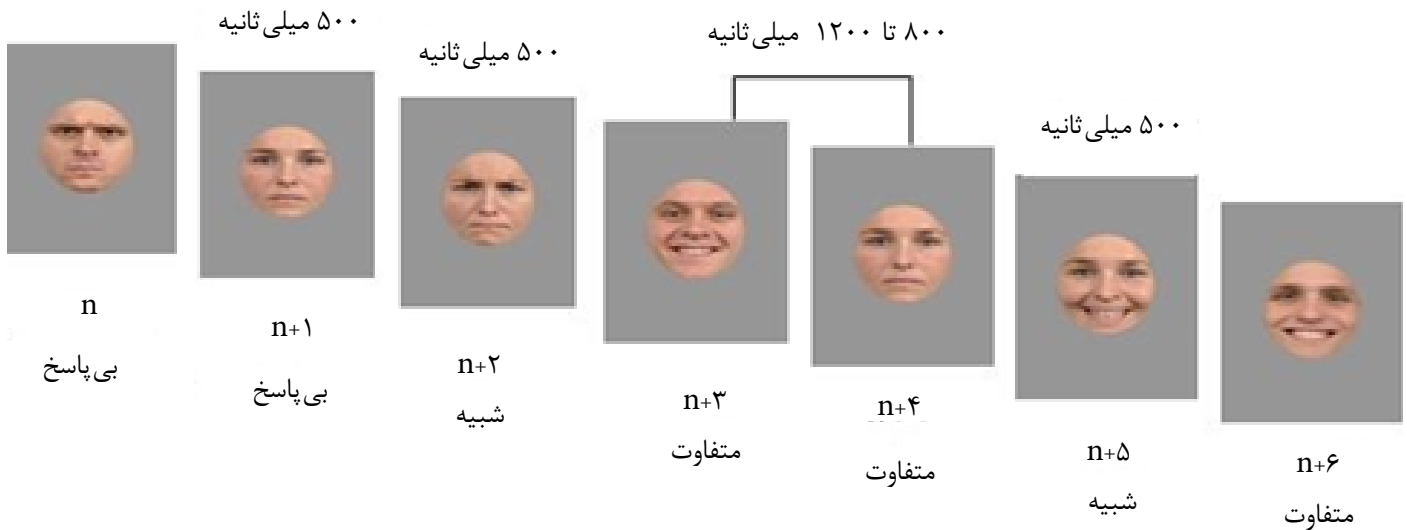 ۵۰۰ میلی‌ثانیه
۵۰۰ میلی‌ثانیه
۸۰۰ تا ۱۲۰۰ میلی‌ثانیه
۵۰۰ میلی‌ثانیه
n
بی‌پاسخ
n+۱
بی‌پاسخ
n+۲
شبیه
n+۳
متفاوت
n+۴
متفاوت
n+۵
شبیه
n+۶
متفاوت